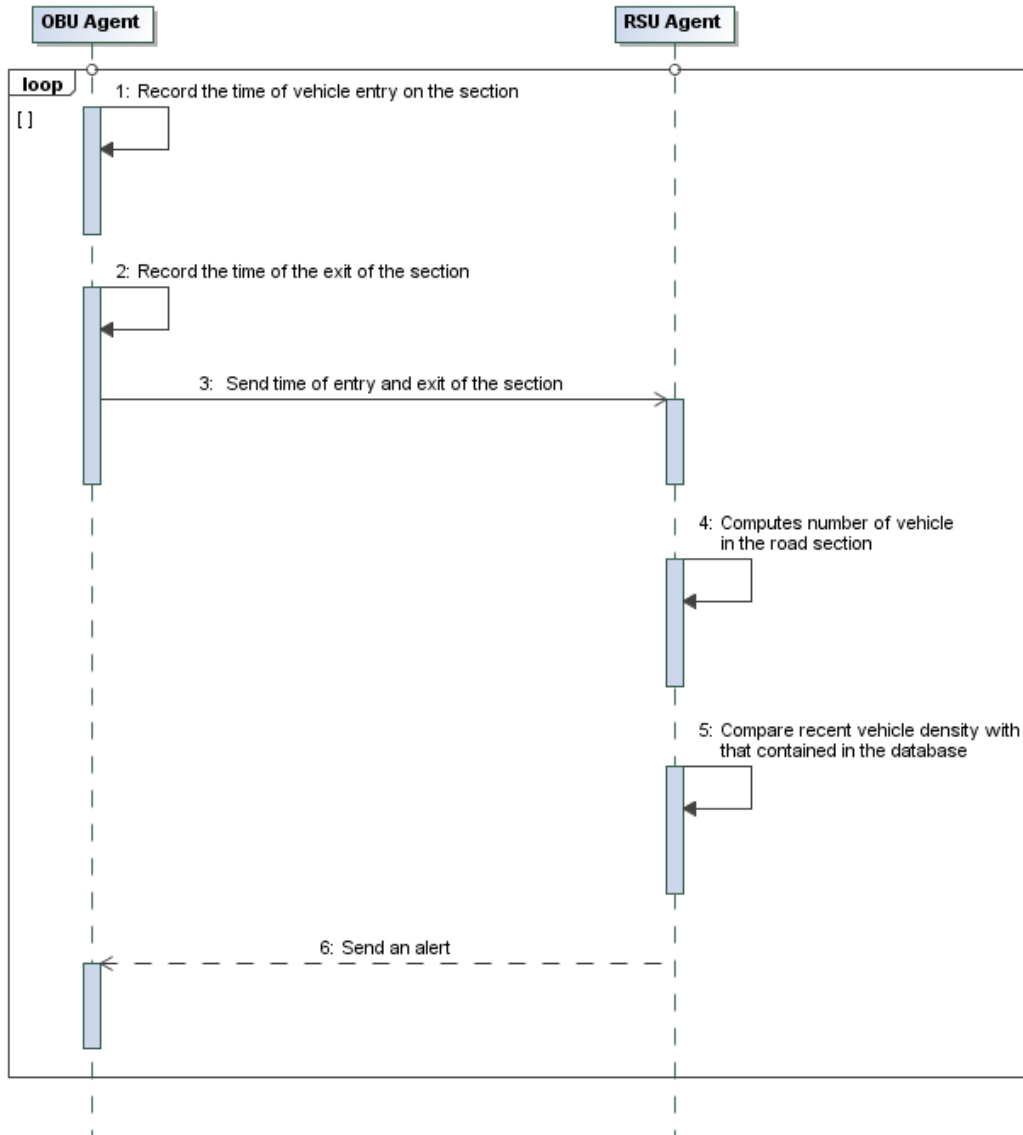 OBU Agent
RSU Agent
loop
[ ]
1: Record the time of vehicle entry on the section
2: Record the time of the exit of the section
3: Send time of entry and exit of the section
4: Computes number of vehicle
in the road section
5: Compare recent vehicle density with
that contained in the database
6: Send an alert